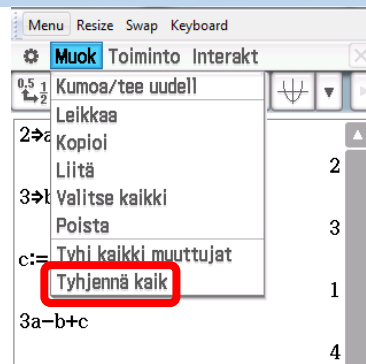 Menu Resize Swap Keyboard
Muok Toiminto Interakt
0.5 1 2
Kumoa/tee uudell
Leikkaa
2⇒a
Kopioi
Liitä
2
3⇒b
Valitse kaikki
Poista
3
c:=
Tyhj kaikki muuttujat
Tyhjennä kaik
1
3a−b+c
4